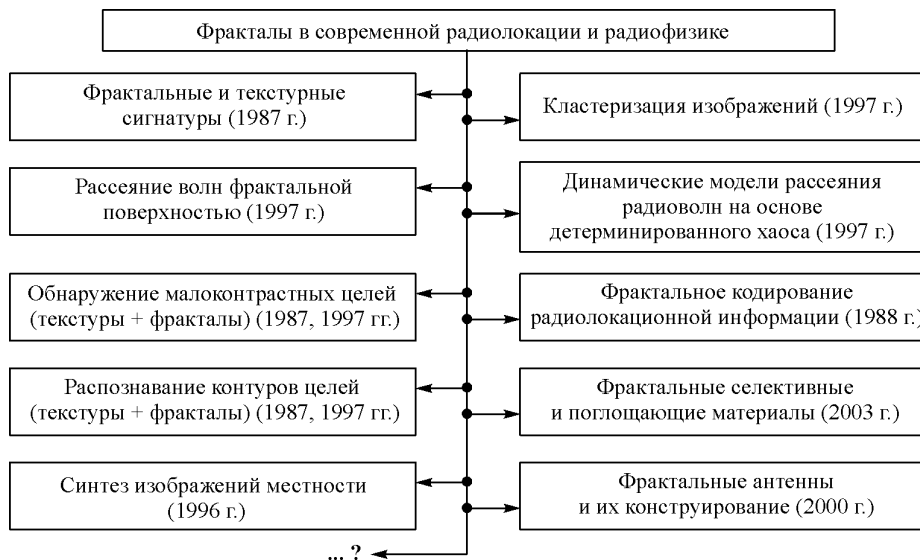 Фракталы в современной радиолокации и радиофизике
Фрактальные и текстурные
сигнатуры (1987 г.)
Кластеризация изображений (1997 г.)
Рассеяние волн фрактальной
поверхностью (1997 г.)
Динамические модели рассеяния
радиоволн на основе
детерминированного хаоса (1997 г.)
Обнаружение малоконтрастных целей
(текстуры + фракталы) (1987, 1997 гг.)
Фрактальное кодирование
радиолокационной информации (1988 г.)
Распознавание контуров целей
(текстуры + фракталы) (1987, 1997 гг.)
Фрактальные селективные
и поглощающие материалы (2003 г.)
Синтез изображений местности
(1996 г.)
Фрактальные антенны
и их конструирование (2000 г.)
... ?